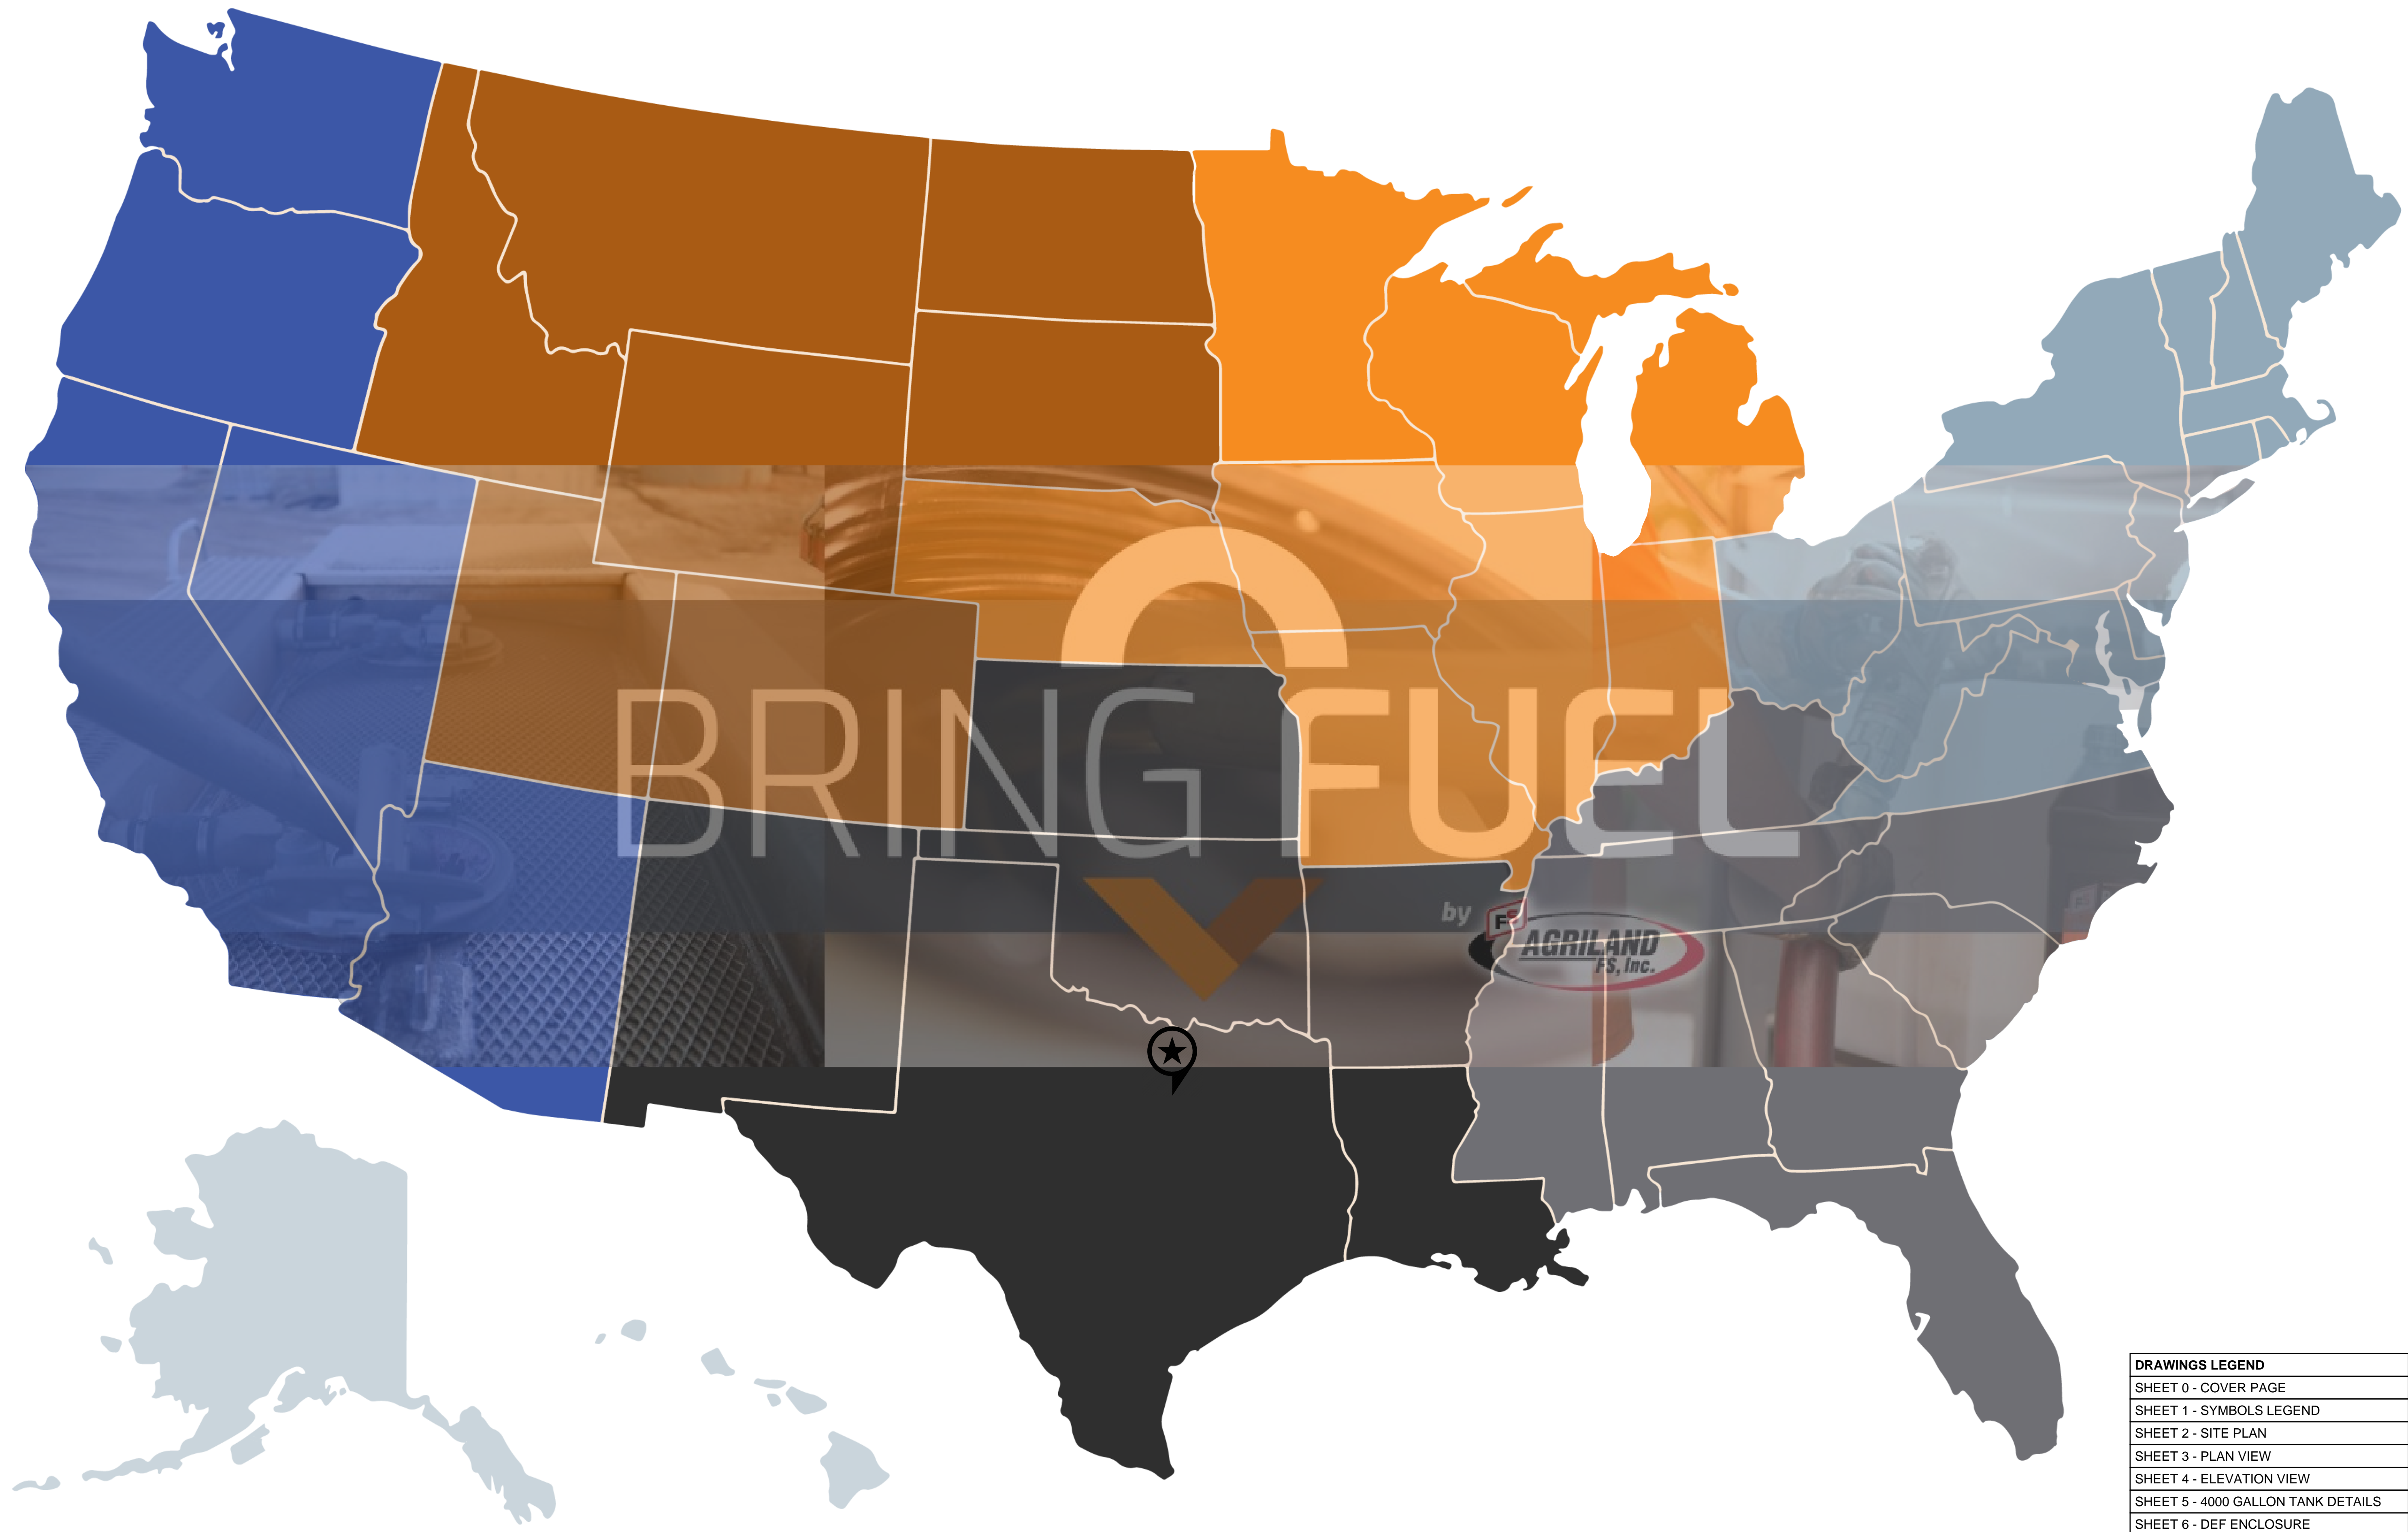 BRING FUEL
by
FS
AGRILAND
FS, Inc.
DRAWINGS LEGEND
SHEET 0 - COVER PAGE
SHEET 1 - SYMBOLS LEGEND
SHEET 2 - SITE PLAN
SHEET 3 - PLAN VIEW
SHEET 4 - ELEVATION VIEW
SHEET 5 - 4000 GALLON TANK DETAILS
SHEET 6 - DEF ENCLOSURE